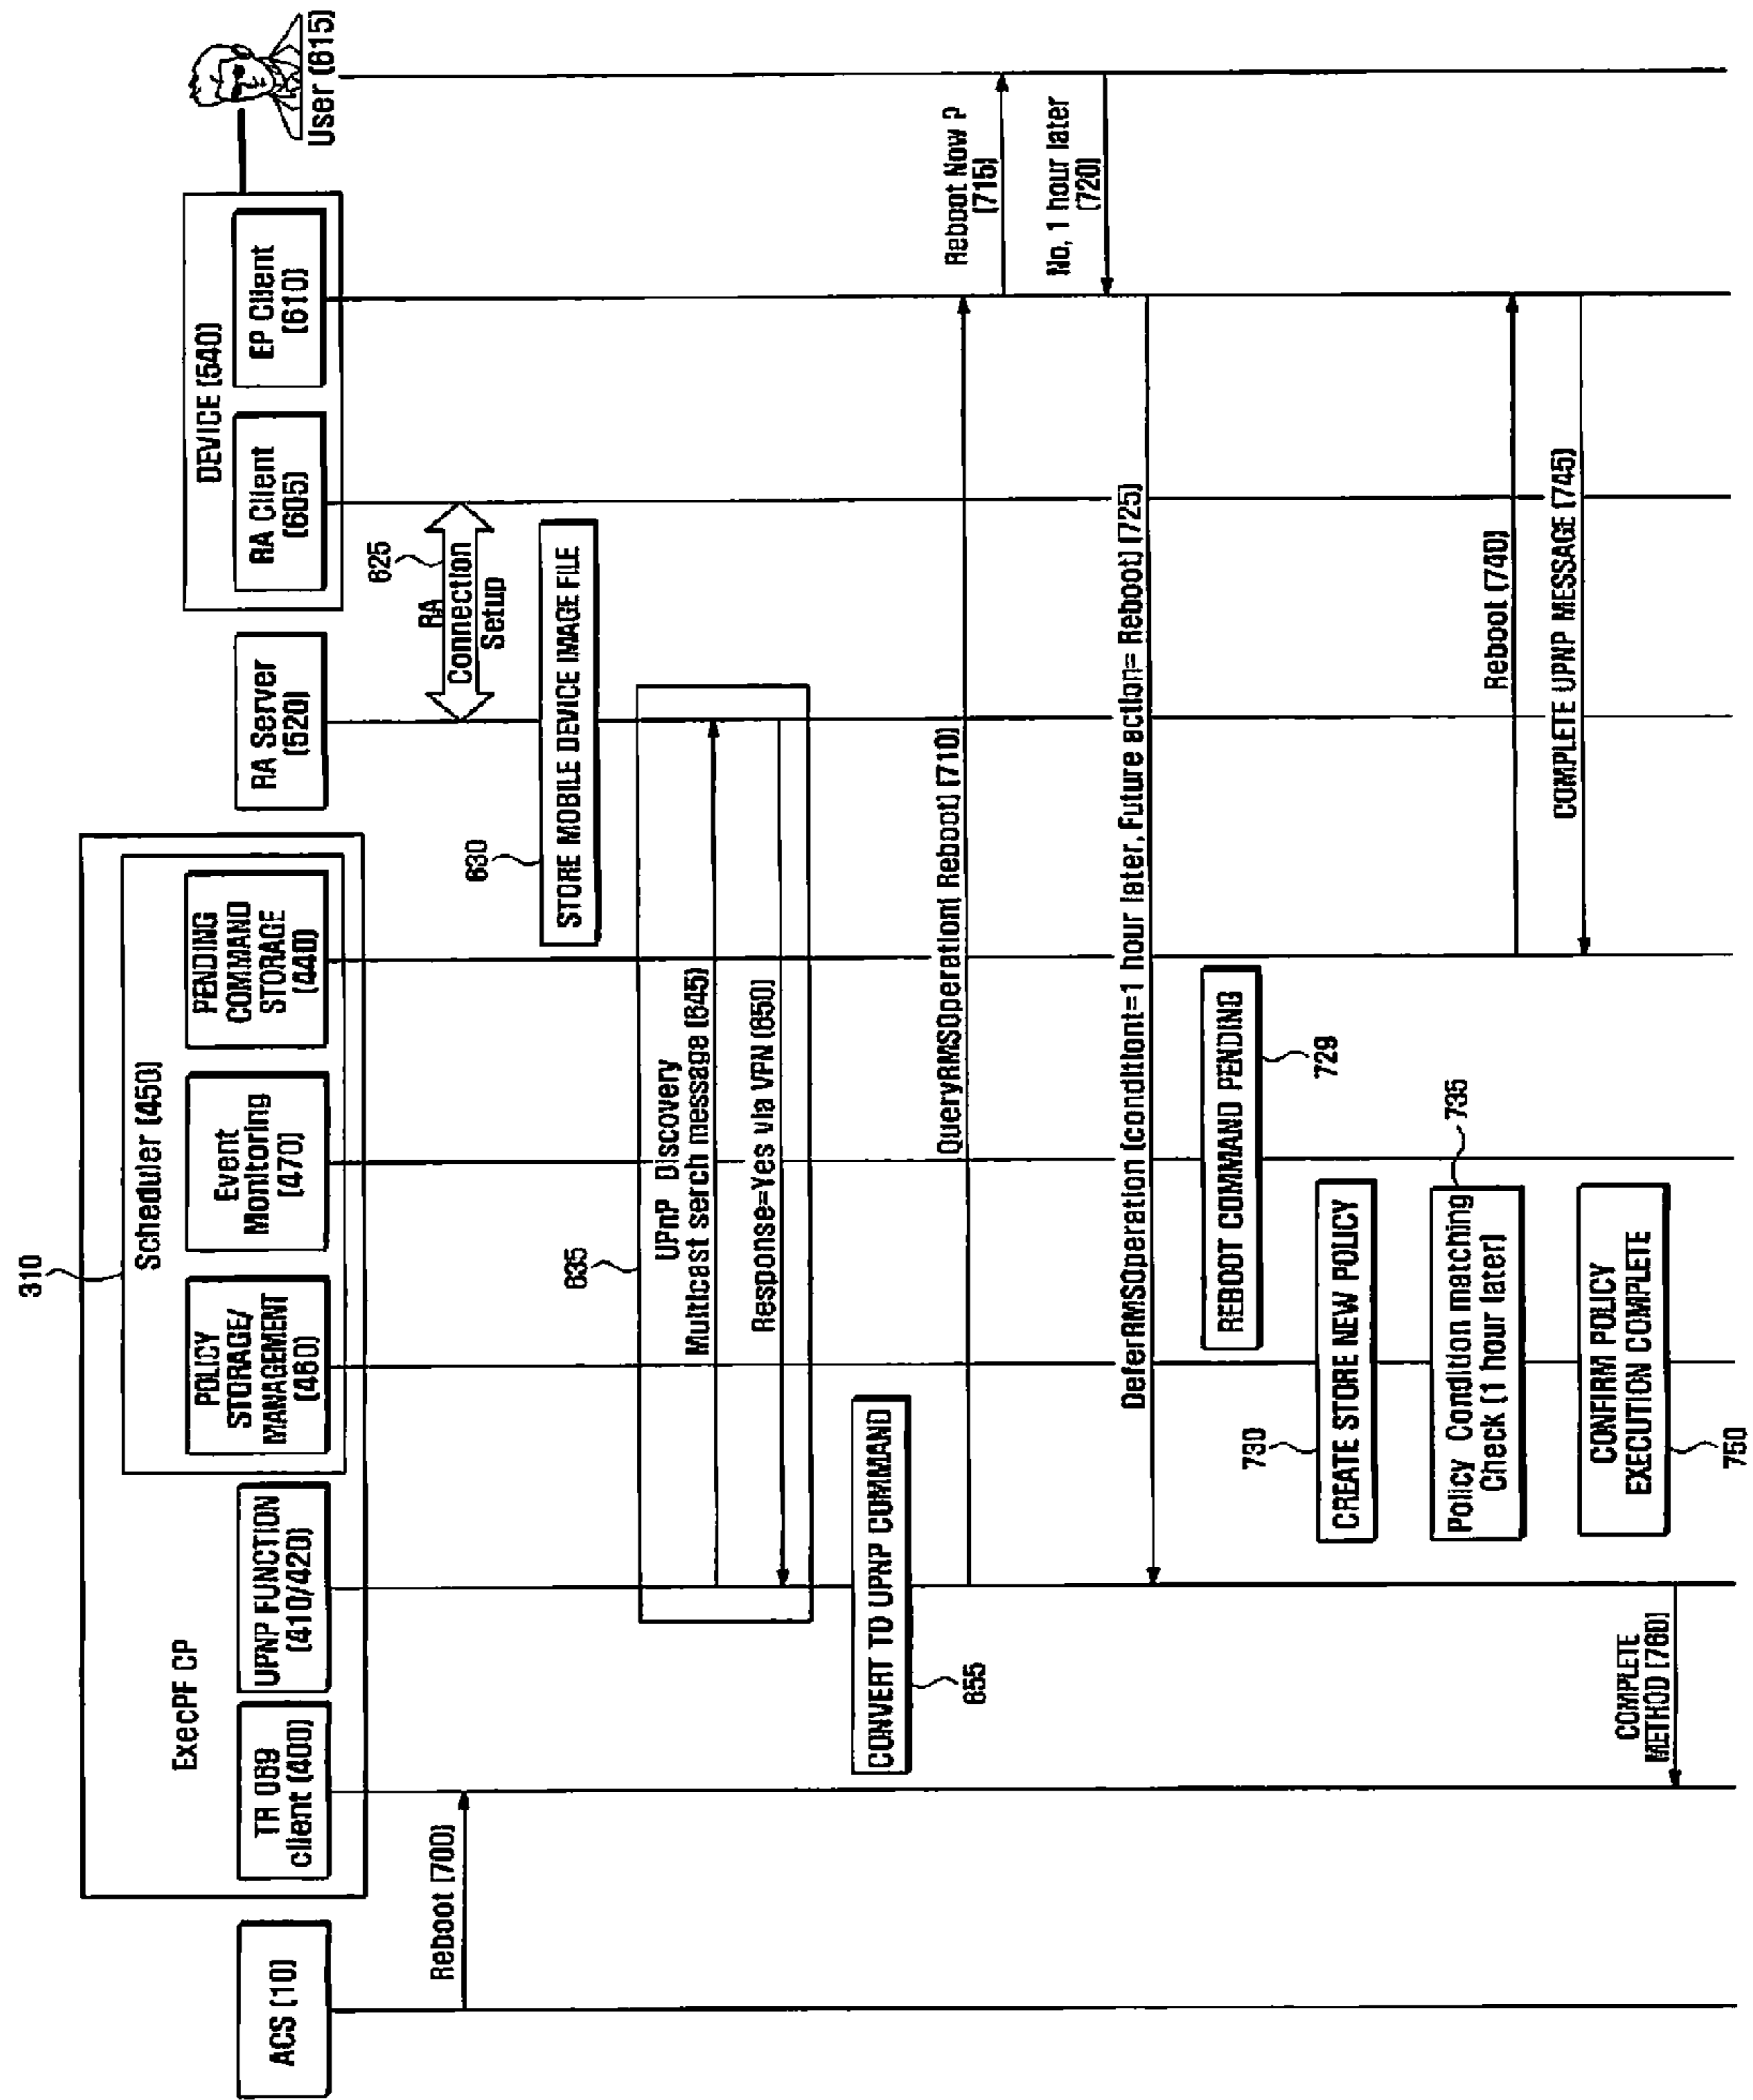 310
ExecPF CP
Scheduler (450)
DEVICE (540)
ACS (10)
TR 069
client (400)
UPNP FUNCTION
(410/420)
POLICY
STORAGE/
MANAGEMENT
(460)
Event
Monitoring
(470)
PENDING
COMMAND
STORAGE
(440)
RA Server
(520)
RA Client
(605)
EP Client
(610)
User (615)
Reboot (700)
625
RA
Connection
Setup
630
STORE MOBILE DEVICE IMAGE FILE
635
UPnP Discovery
Multicast serch message (645)
Response=Yes via VPN (650)
CONVERT TO UPNP COMMAND
655
QueryRMSOperation( Reboot) (710)
Reboot Now ?
(715)
No, 1 hour later
(720)
DeferRMSOperation (conditiont=1 hour later, Future action= Reboot) (725)
REBOOT COMMAND PENDING
729
730
CREATE STORE NEW POLICY
735
Policy Condition matching
Check (1 hour later)
Reboot (740)
COMPLETE UPNP MESSAGE (745)
CONFIRM POLICY
EXECUTION COMPLETE
750
COMPLETE
METHOD (760)